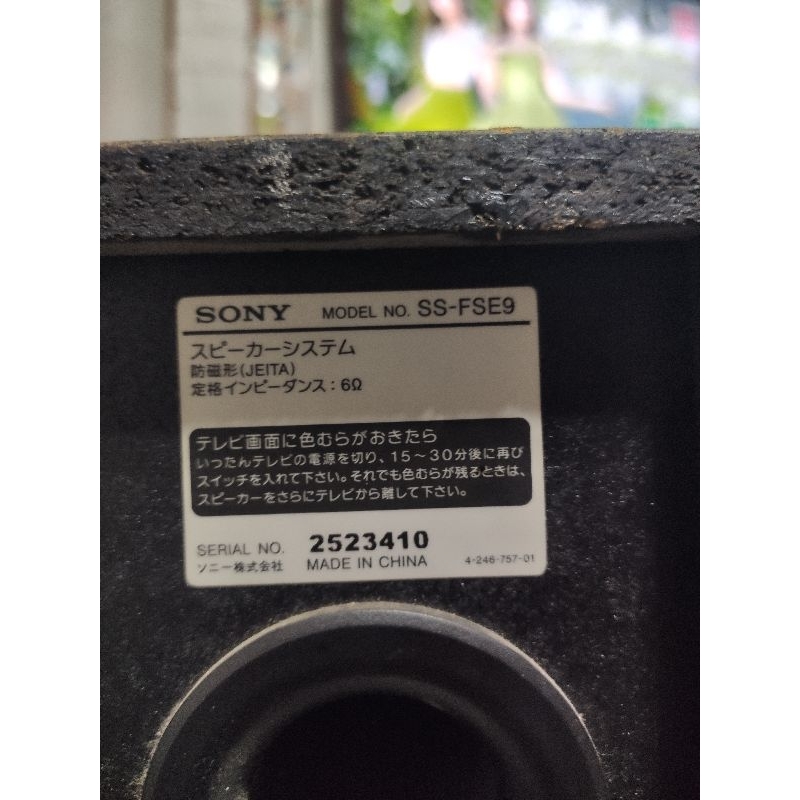 SONY MODEL NO. SS-FSE9
スピーカーシステム
防磁形(JEITA)
定格インピーダンス：6Ω
テレビ画面に色むらがおきたら
いったんテレビの電源を切り、15～30分後に再び
スイッチを入れて下さい。それでも色むらが残るときは、
スピーカーをさらにテレビから離して下さい。
SERIAL NO. 2523410
ソニー株式会社 MADE IN CHINA 4-246-757-01